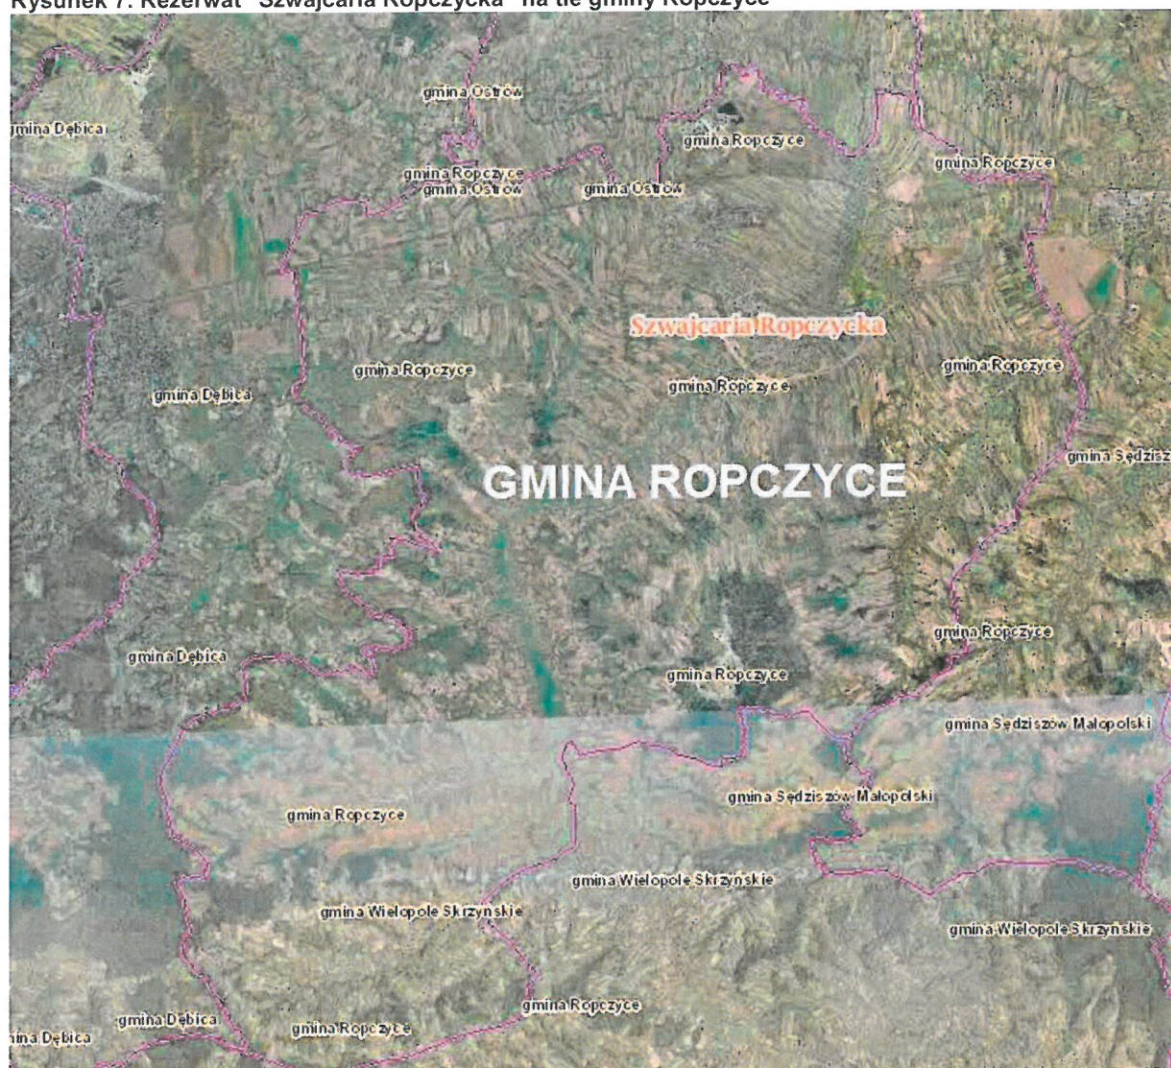 Rysunek 7. Rezerwat "Szwajcaria Ropczycka" na tle gminy Ropczyce
gmina Ostrów
gmina Dębica
gmina Ropczyce
gmina Ropczyce
gmina Ropczyce
gmina Ostrów
gmina Ostrów
Szwajcaria Ropczycka
gmina Ropczyce
gmina Ropczyce
gmina Ropczyce
gmina Dębica
gmina Sędzisz
GMINA ROPCZYCE
gmina Ropczyce
gmina Dębica
gmina Ropczyce
gmina Sędziszów Małopolski
gmina Sędziszów Małopolski
gmina Ropczyce
gmina Wielopole Skrzyńskie
gmina Wielopole Skrzyńskie
gmina Wielopole Skrzyńskie
gmina Ropczyce
gmina Dębica
gmina Ropczyce
mina Dębica